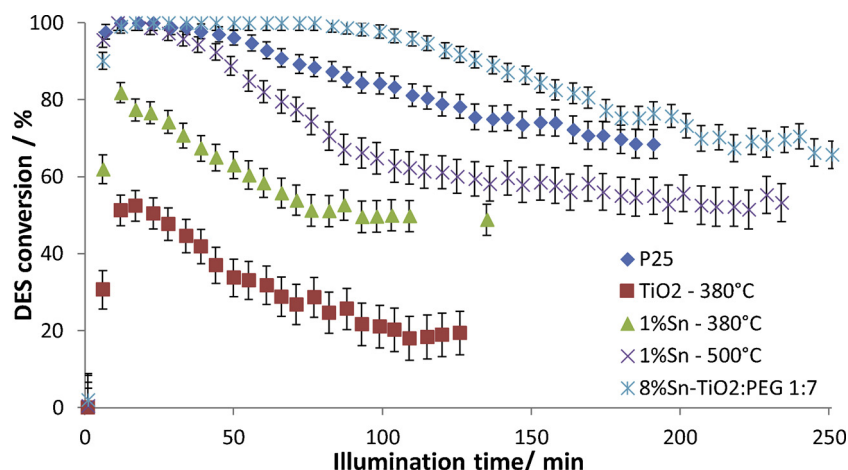 DES conversion / %
100
80
60
40
20
0
0
50
100
150
200
250
Illumination time/ min
P25
TiO2 - 380°C
1%Sn - 380°C
1%Sn - 500°C
8%Sn-TiO2:PEG 1:7